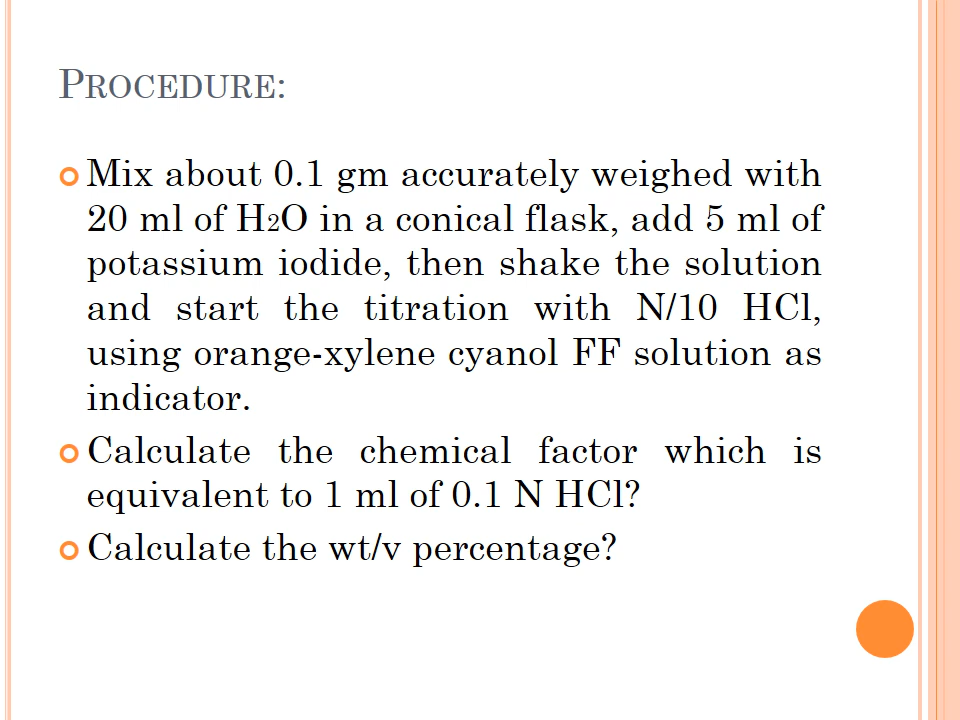 PROCEDURE:
Mix about 0.1 gm accurately weighed with
20 ml of H2O in a conical flask, add 5 ml of
potassium iodide, then shake the solution
and start the titration with N/10 HCl,
using orange-xylene cyanol FF solution as
indicator.
Calculate the chemical factor which is
equivalent to 1 ml of 0.1 N HCl?
Calculate the wt/v percentage?